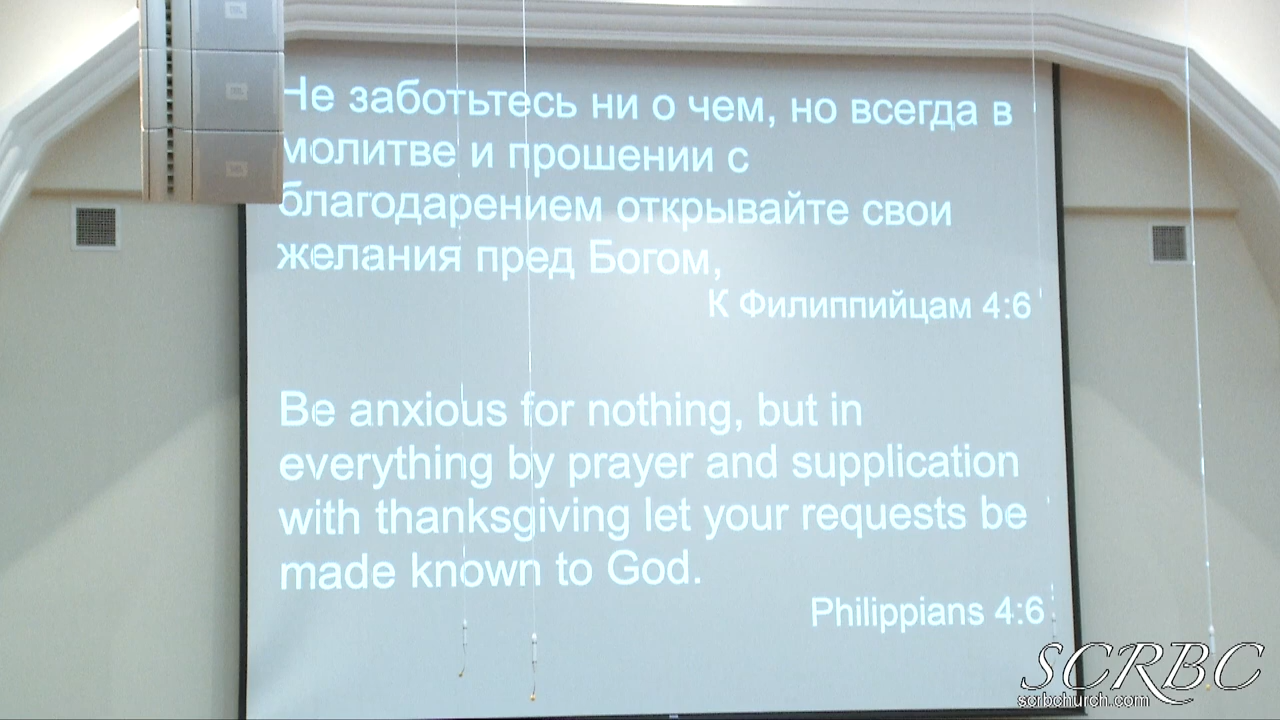 Не заботьтесь ни о чем, но всегда в
молитве и прошении с
благодарением открывайте свои
желания пред Богом,
К Филиппийцам 4:6
Be anxious for nothing, but in
everything by prayer and supplication
with thanksgiving let your requests be
made known to God.
Philippians 4:6
SCRBC
scrbchurch.com